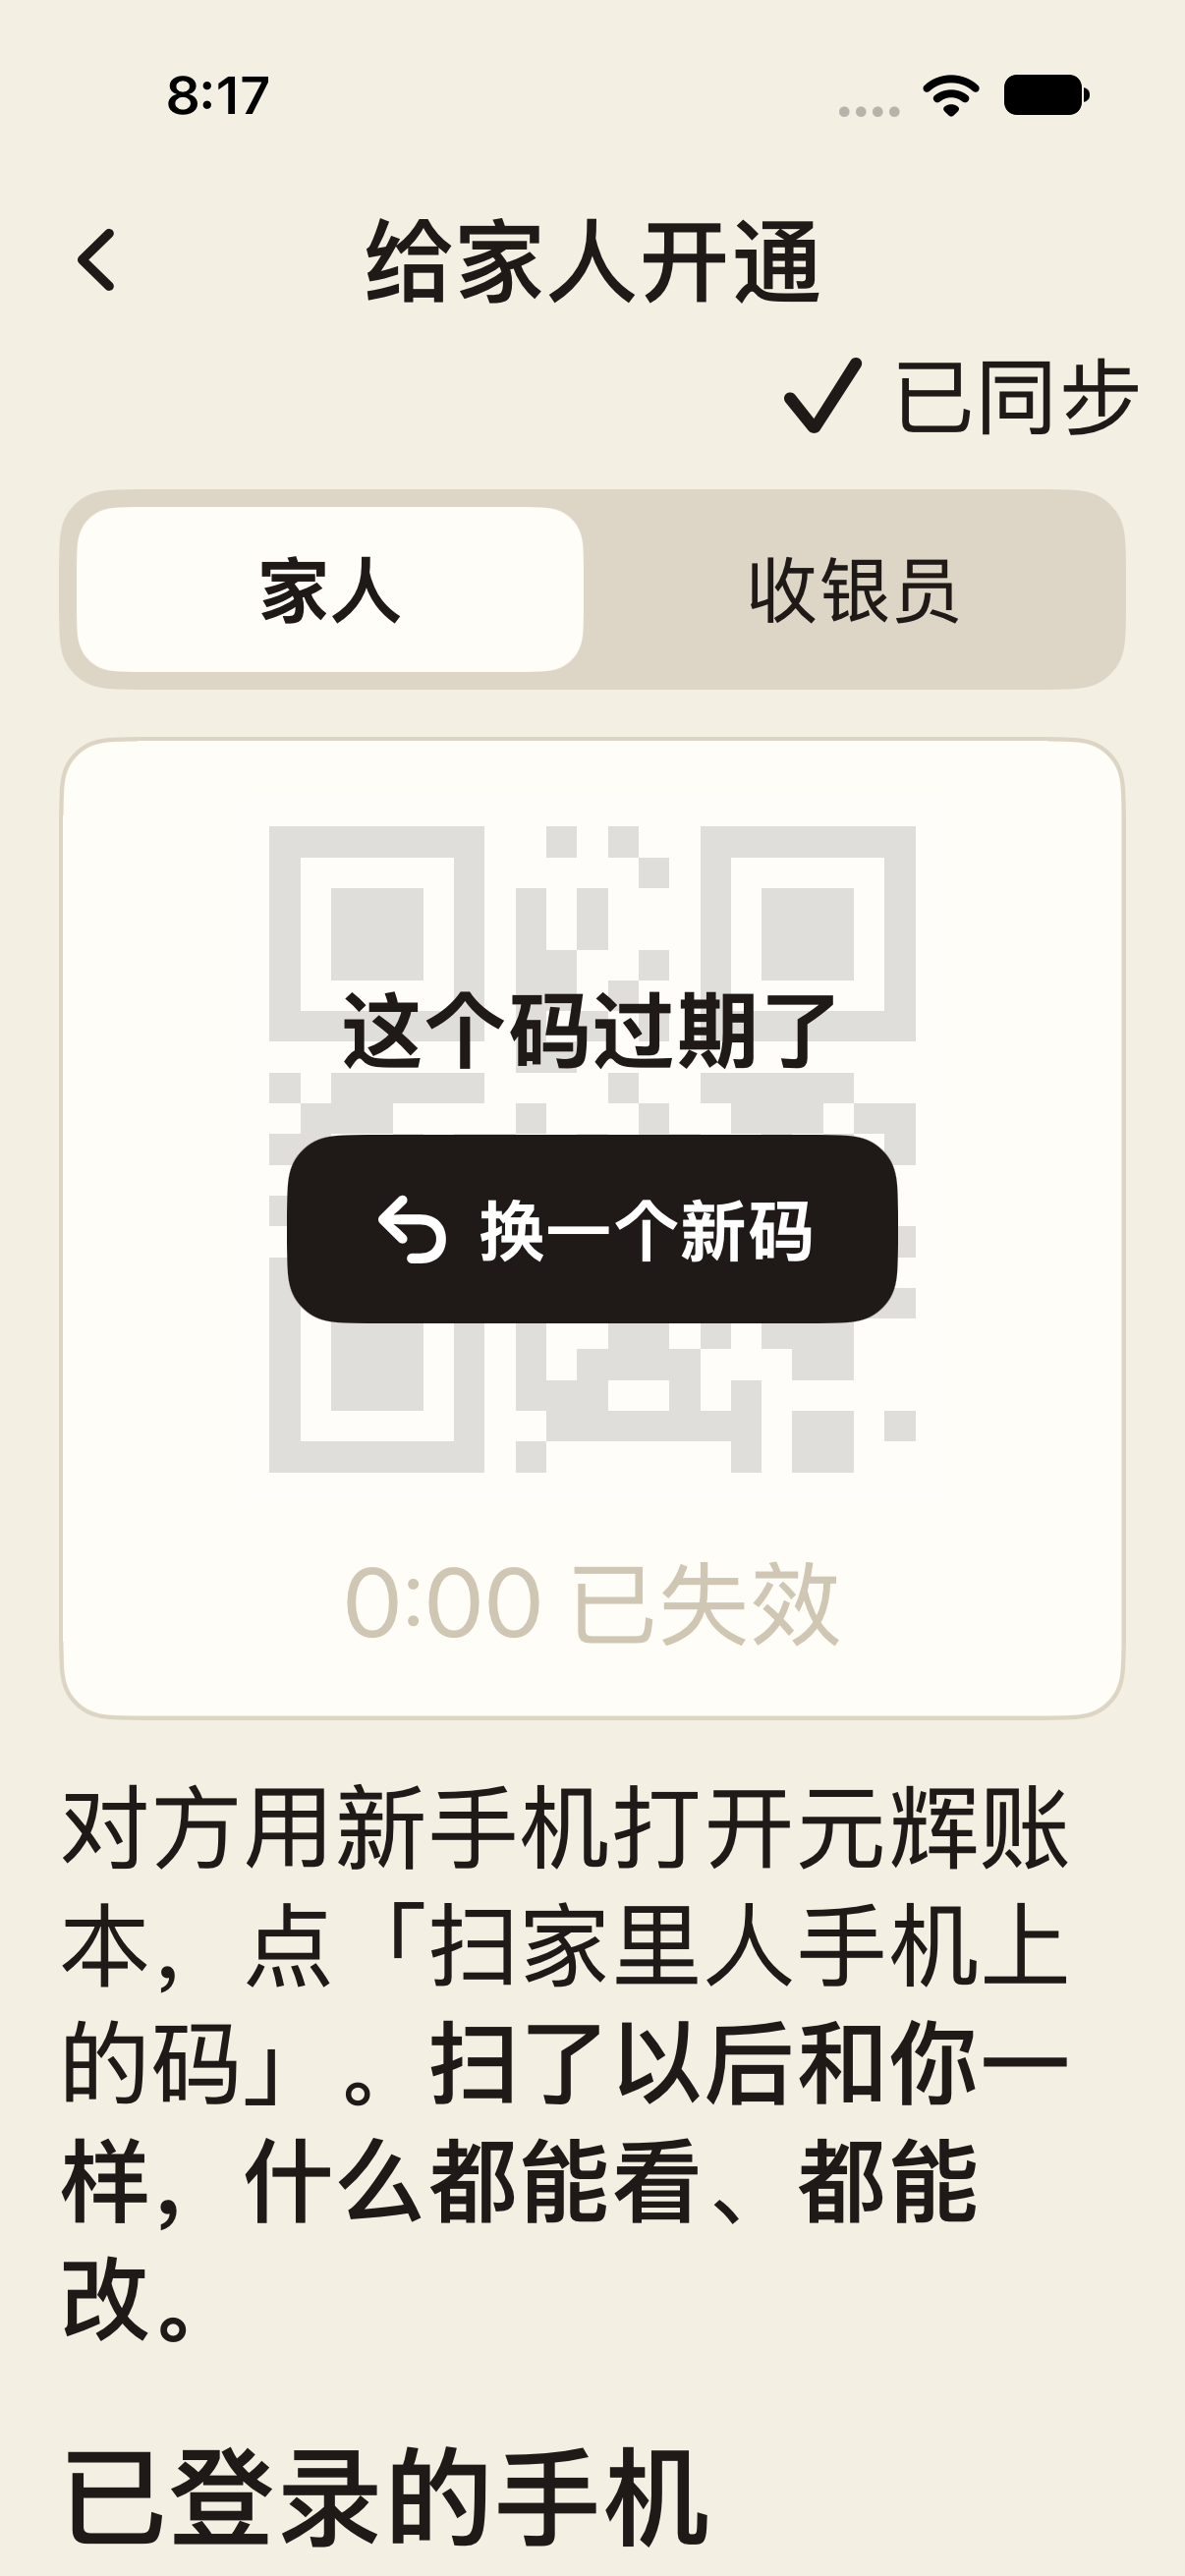 8:17
给家人开通
已同步
家人
收银员
这个码过期了
换一个新码
0:00 已失效
对方用新手机打开元辉账
本，点「扫家里人手机上
的码」。扫了以后和你一
样，什么都能看、都能
改。
已登录的手机